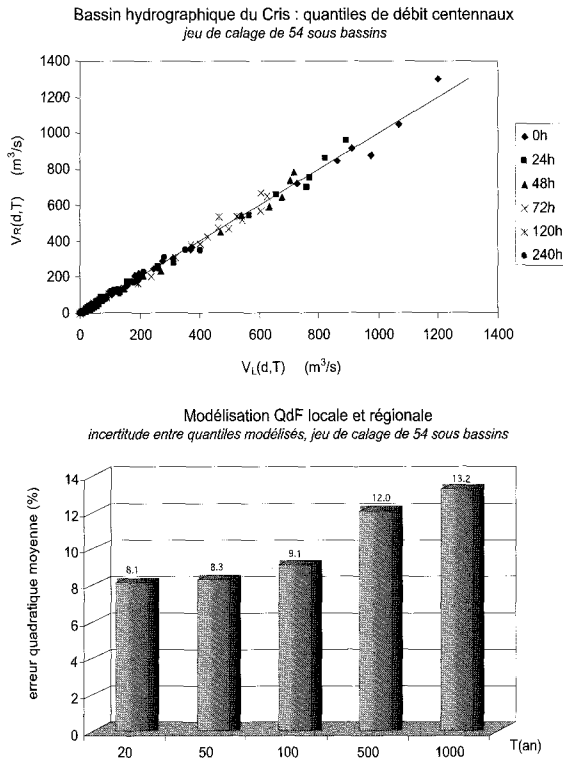 Bassin hydrographique du Cris : quantiles de débit centennaux
jeu de calage de 54 sous bassins
VR(d,T) (m³/s)
1400
1200
1000
800
600
400
200
0
0 200 400 600 800 1000 1200 1400
VL(d,T) (m³/s)
0h
24h
48h
72h
120h
240h
Modélisation QdF locale et régionale
incertitude entre quantiles modélisés, jeu de calage de 54 sous bassins
erreur quadratique moyenne (%)
14
12
10
8
6
4
2
0
8.1
8.3
9.1
12.0
13.2
20 50 100 500 1000 T(an)